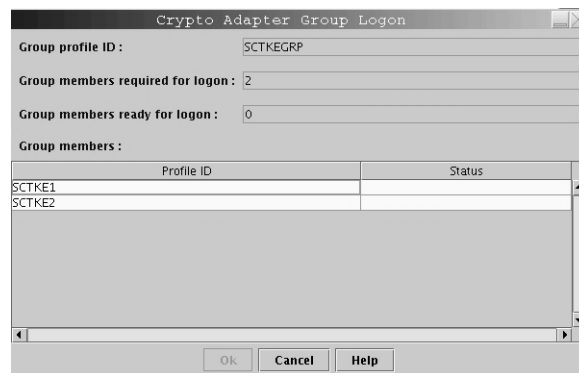 Crypto Adapter Group Logon
Group profile ID : SCTKEGRP
Group members required for logon : 2
Group members ready for logon : 0
Group members :
Profile ID Status
SCTKE1
SCTKE2
Ok Cancel Help